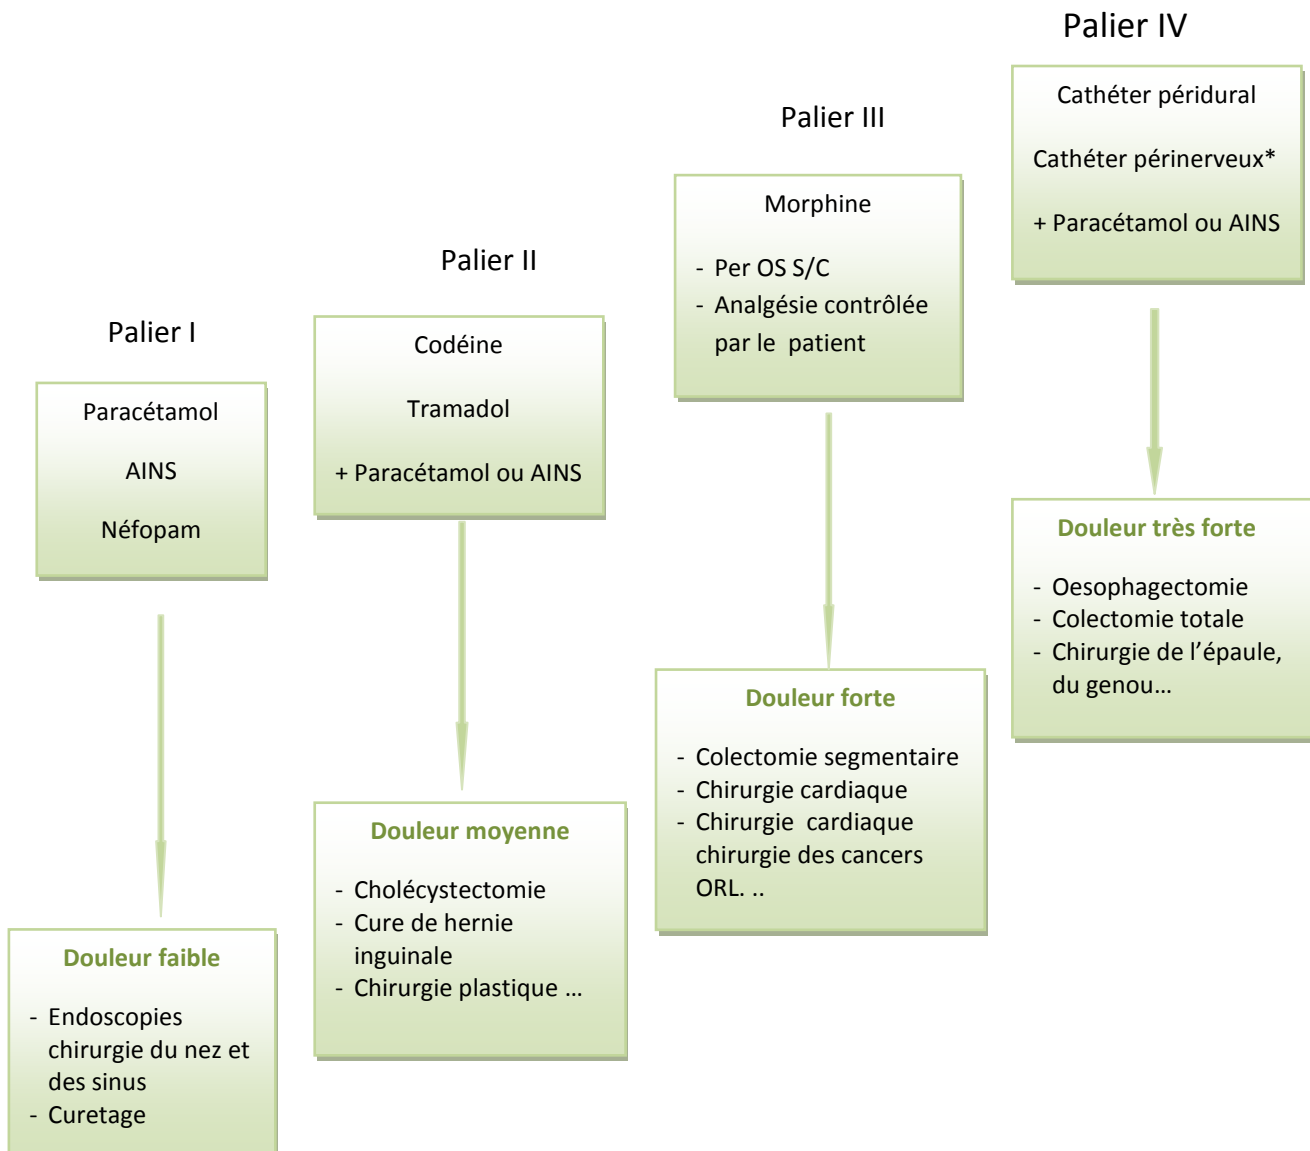 Palier I
Paracétamol
AINS
Néfopam
Douleur faible
- Endoscopies
chirurgie du nez et
des sinus
- Curetage
Palier II
Codéine
Tramadol
+ Paracétamol ou AINS
Douleur moyenne
- Cholécystectomie
- Cure de hernie
inguinale
- Chirurgie plastique ...
Palier III
Morphine
- Per OS S/C
- Analgésie contrôlée
par le patient
Douleur forte
- Colectomie segmentaire
- Chirurgie cardiaque
- Chirurgie cardiaque
chirurgie des cancers
ORL. ..
Palier IV
Cathéter péridural
Cathéter périnerveux*
+ Paracétamol ou AINS
Douleur très forte
- Oesophagectomie
- Colectomie totale
- Chirurgie de l’épaule,
du genou…